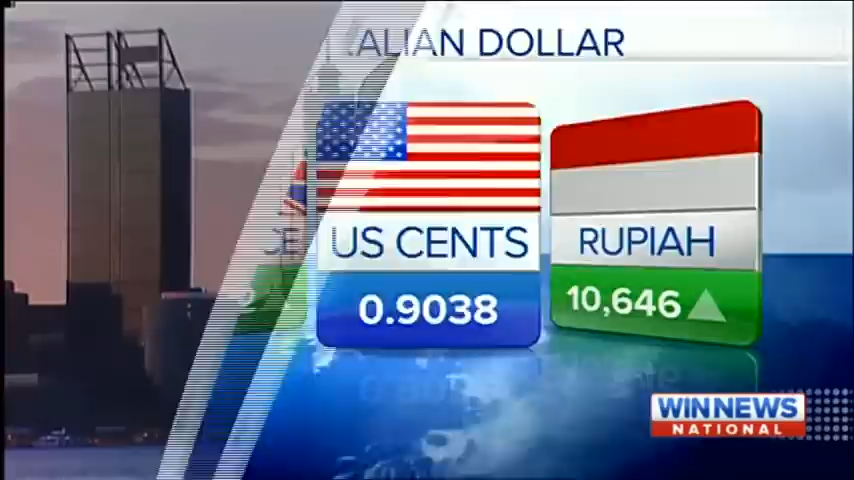 ALIAN DOLLAR
US CENTS
0.9038
RUPIAH
10,646
WIN NEWS
NATIONAL